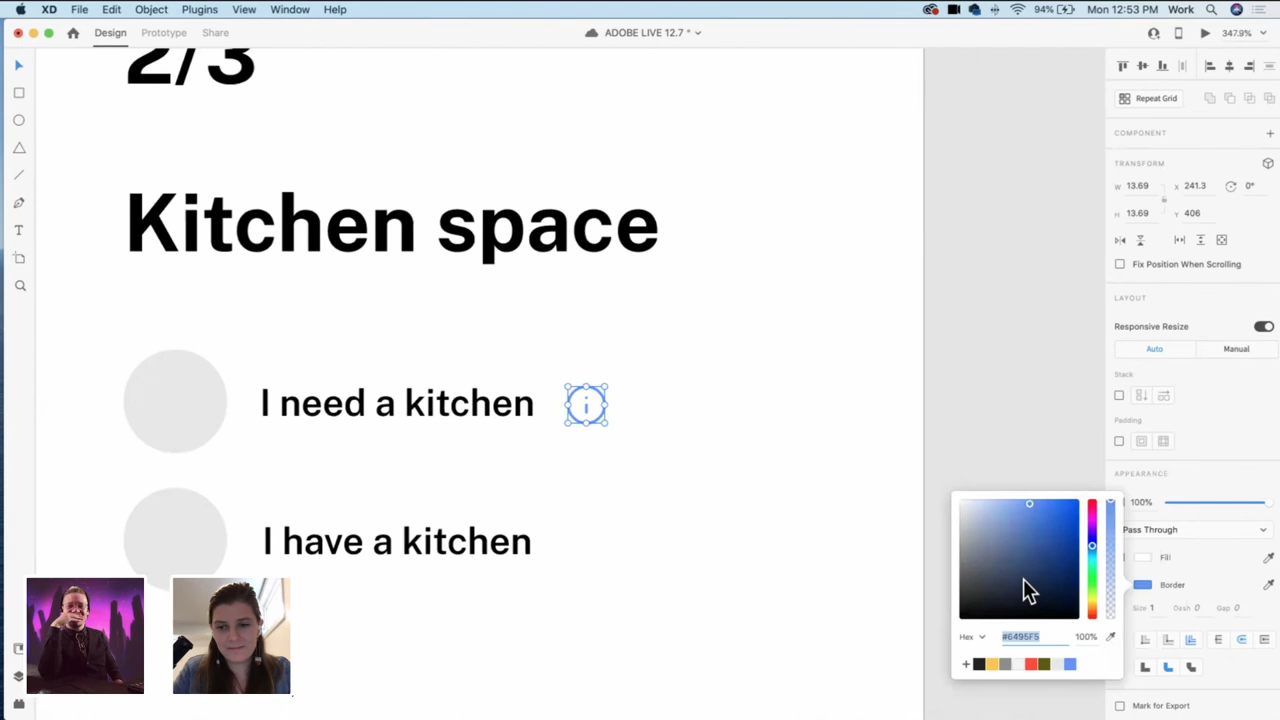 XD File Edit Object Plugins View Window Help 94% Mon 12:53 PM Work
Design Prototype Share ADOBE LIVE 12.7 * 347.9%
2/3
Kitchen space
I need a kitchen i
I have a kitchen
Repeat Grid
COMPONENT +
TRANSFORM
W 13.69 X 241.3 0°
H 13.69 Y 406
Fix Position When Scrolling
LAYOUT
Responsive Resize
Auto Manual
Stack
Padding
APPEARANCE
100%
Pass Through
Fill
Border
Size 1 Dash 0 Gap 0
Hex #6495F5 100%
+
Mark for Export
T